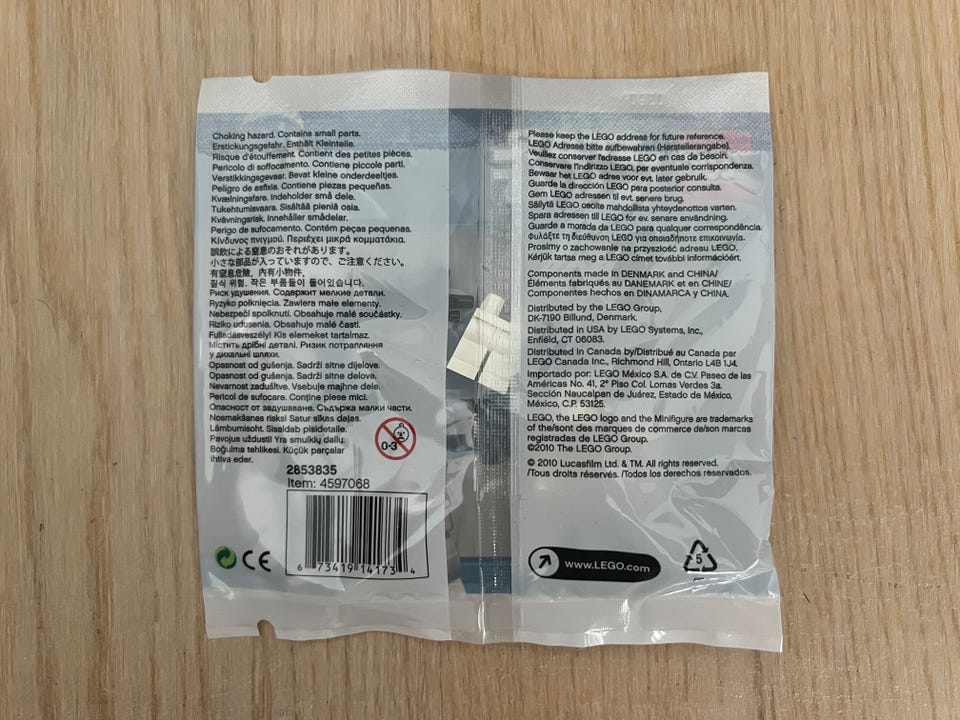 Choking hazard. Contains small parts.
Erstickungsgefahr. Enthält Kleinteile.
Risque d'étouffement. Contient des petites pièces.
Pericolo di soffocamento. Contiene piccole parti.
Verstikkingsgevaar. Bevat kleine onderdeeltjes.
Peligro de asfixia. Contiene piezas pequeñas.
Kvælningsfare. Indeholder små dele.
Tukehtumisvaara. Sisältää pieniä osia.
Kvävningsrisk. Innehåller smådelar.
Perigo de sufocamento. Contém peças pequenas.
Κίνδυνος πνιγμού. Περιέχει μικρά κομματάκια.
誤飲による窒息のおそれがあります。
小さな部品が入っていますので、ご注意ください。
有窒息危險，內有小物件.
질식 위험. 작은 부품들이 들어 있습니다.
Риск удушения. Содержит мелкие детали.
Ryzyko połknięcia. Zawiera małe elementy.
Nebezpečí spolknutí. Obsahuje malé součástky.
Riziko udusenia. Obsahuje malé časti.
Fulladásveszély! Kis elemeket tartalmaz.
Містить дрібні деталі. Ризик потрапляння
у дихальні шляхи.
Opasnost od gušenja. Sadrži sitne dijelove.
Opasnost od gušenja. Sadrži sitne delove.
Nevarnost zadušitve. Vsebuje majhne dele.
Pericol de sufocare. Conține piese mici.
Опасност от задушаване. Съдържа малки части.
Nosmakšanas risks! Satur sīkas daļas.
Lämbumisoht. Sisaldab pisidetaile.
Pavojus uždusti! Yra smulkių dalių.
Boğulma tehlikesi. Küçük parçalar
ihtiva eder.
0-3
2853835
Item: 4597068
6 73419 14173 4
CE
Please keep the LEGO address for future reference.
LEGO Adresse bitte aufbewahren (Herstellerangabe).
Veuillez conserver l'adresse LEGO en cas de besoin.
Conservare l'indirizzo LEGO, per eventuale corrispondenza.
Bewaar het LEGO adres voor evt. later gebruik.
Guarde la dirección LEGO para posterior consulta.
Gem LEGO adressen til evt. senere brug.
Säilytä LEGO osoite mahdollista yhteydenottoa varten.
Spara adressen till LEGO for ev. senare användning.
Guarde a morada da LEGO para qualquer correspondência.
Φυλάξτε τη διεύθυνση LEGO για οποιαδήποτε επικοινωνία.
Prosimy o zachowanie na przyszłość adresu LEGO.
Kérjük tartsa meg a LEGO címet további információért.
Components made in DENMARK and CHINA/
Éléments fabriqués au DANEMARK et en CHINE/
Componentes hechos en DINAMARCA y CHINA.
Distributed by the LEGO Group,
DK-7190 Billund, Denmark.
Distributed in USA by LEGO Systems, Inc.,
Enfield, CT 06083.
Distributed in Canada by/Distribué au Canada par
LEGO Canada Inc., Richmond Hill, Ontario L4B 1J4.
Importado por: LEGO México S.A. de C.V. Paseo de las
Américas No. 41, 2º Piso Col. Lomas Verdes 3a.
Sección Naucalpan de Juárez, Estado de México,
México, C.P. 53125.
LEGO, the LEGO logo and the Minifigure are trademarks
of the/sont des marques de commerce de/son marcas
registradas de LEGO Group.
©2010 The LEGO Group.
© 2010 Lucasfilm Ltd. & TM. All rights reserved.
/Tous droits réservés. /Todos los derechos reservados.
www.LEGO.com
5